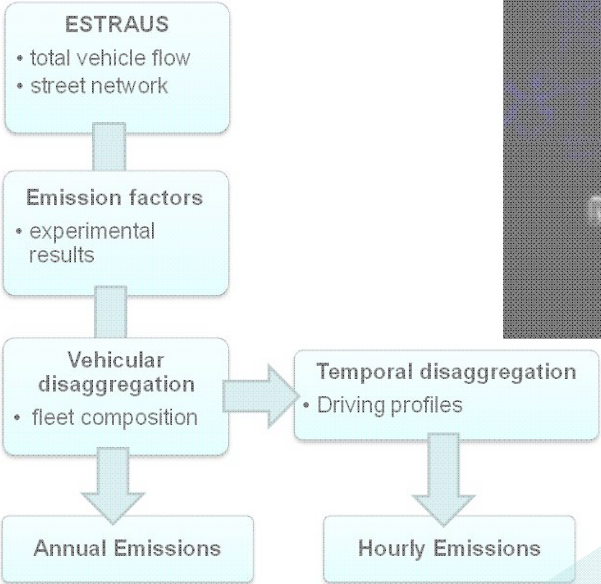 ESTRAUS
• total vehicle flow
• street network
Emission factors
• experimental
results
Vehicular
disaggregation
• fleet composition
Temporal disaggregation
• Driving profiles
Annual Emissions
Hourly Emissions